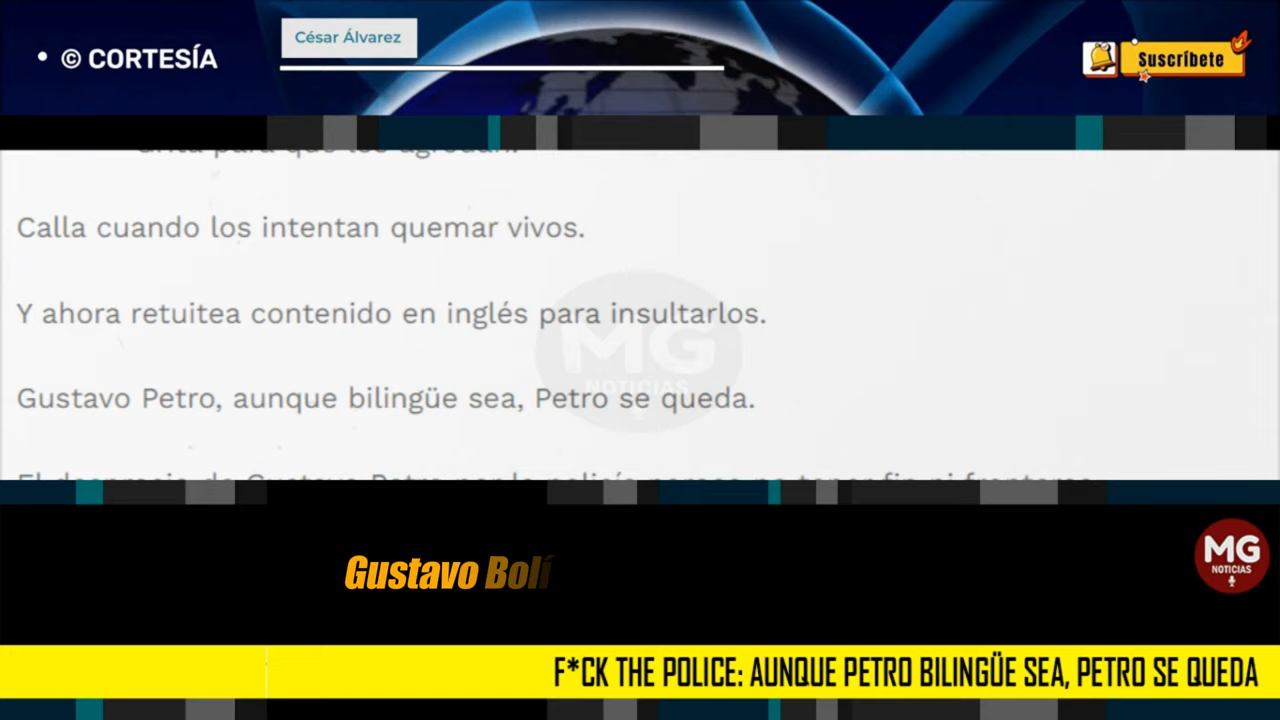 • © CORTESÍA
César Álvarez
Suscríbete
Calla cuando los intentan quemar vivos.
Y ahora retuitea contenido en inglés para insultarlos.
MG
NOTICIAS
Gustavo Petro, aunque bilingüe sea, Petro se queda.
Gustavo Bolí
MG
NOTICIAS
F*CK THE POLICE: AUNQUE PETRO BILINGÜE SEA, PETRO SE QUEDA